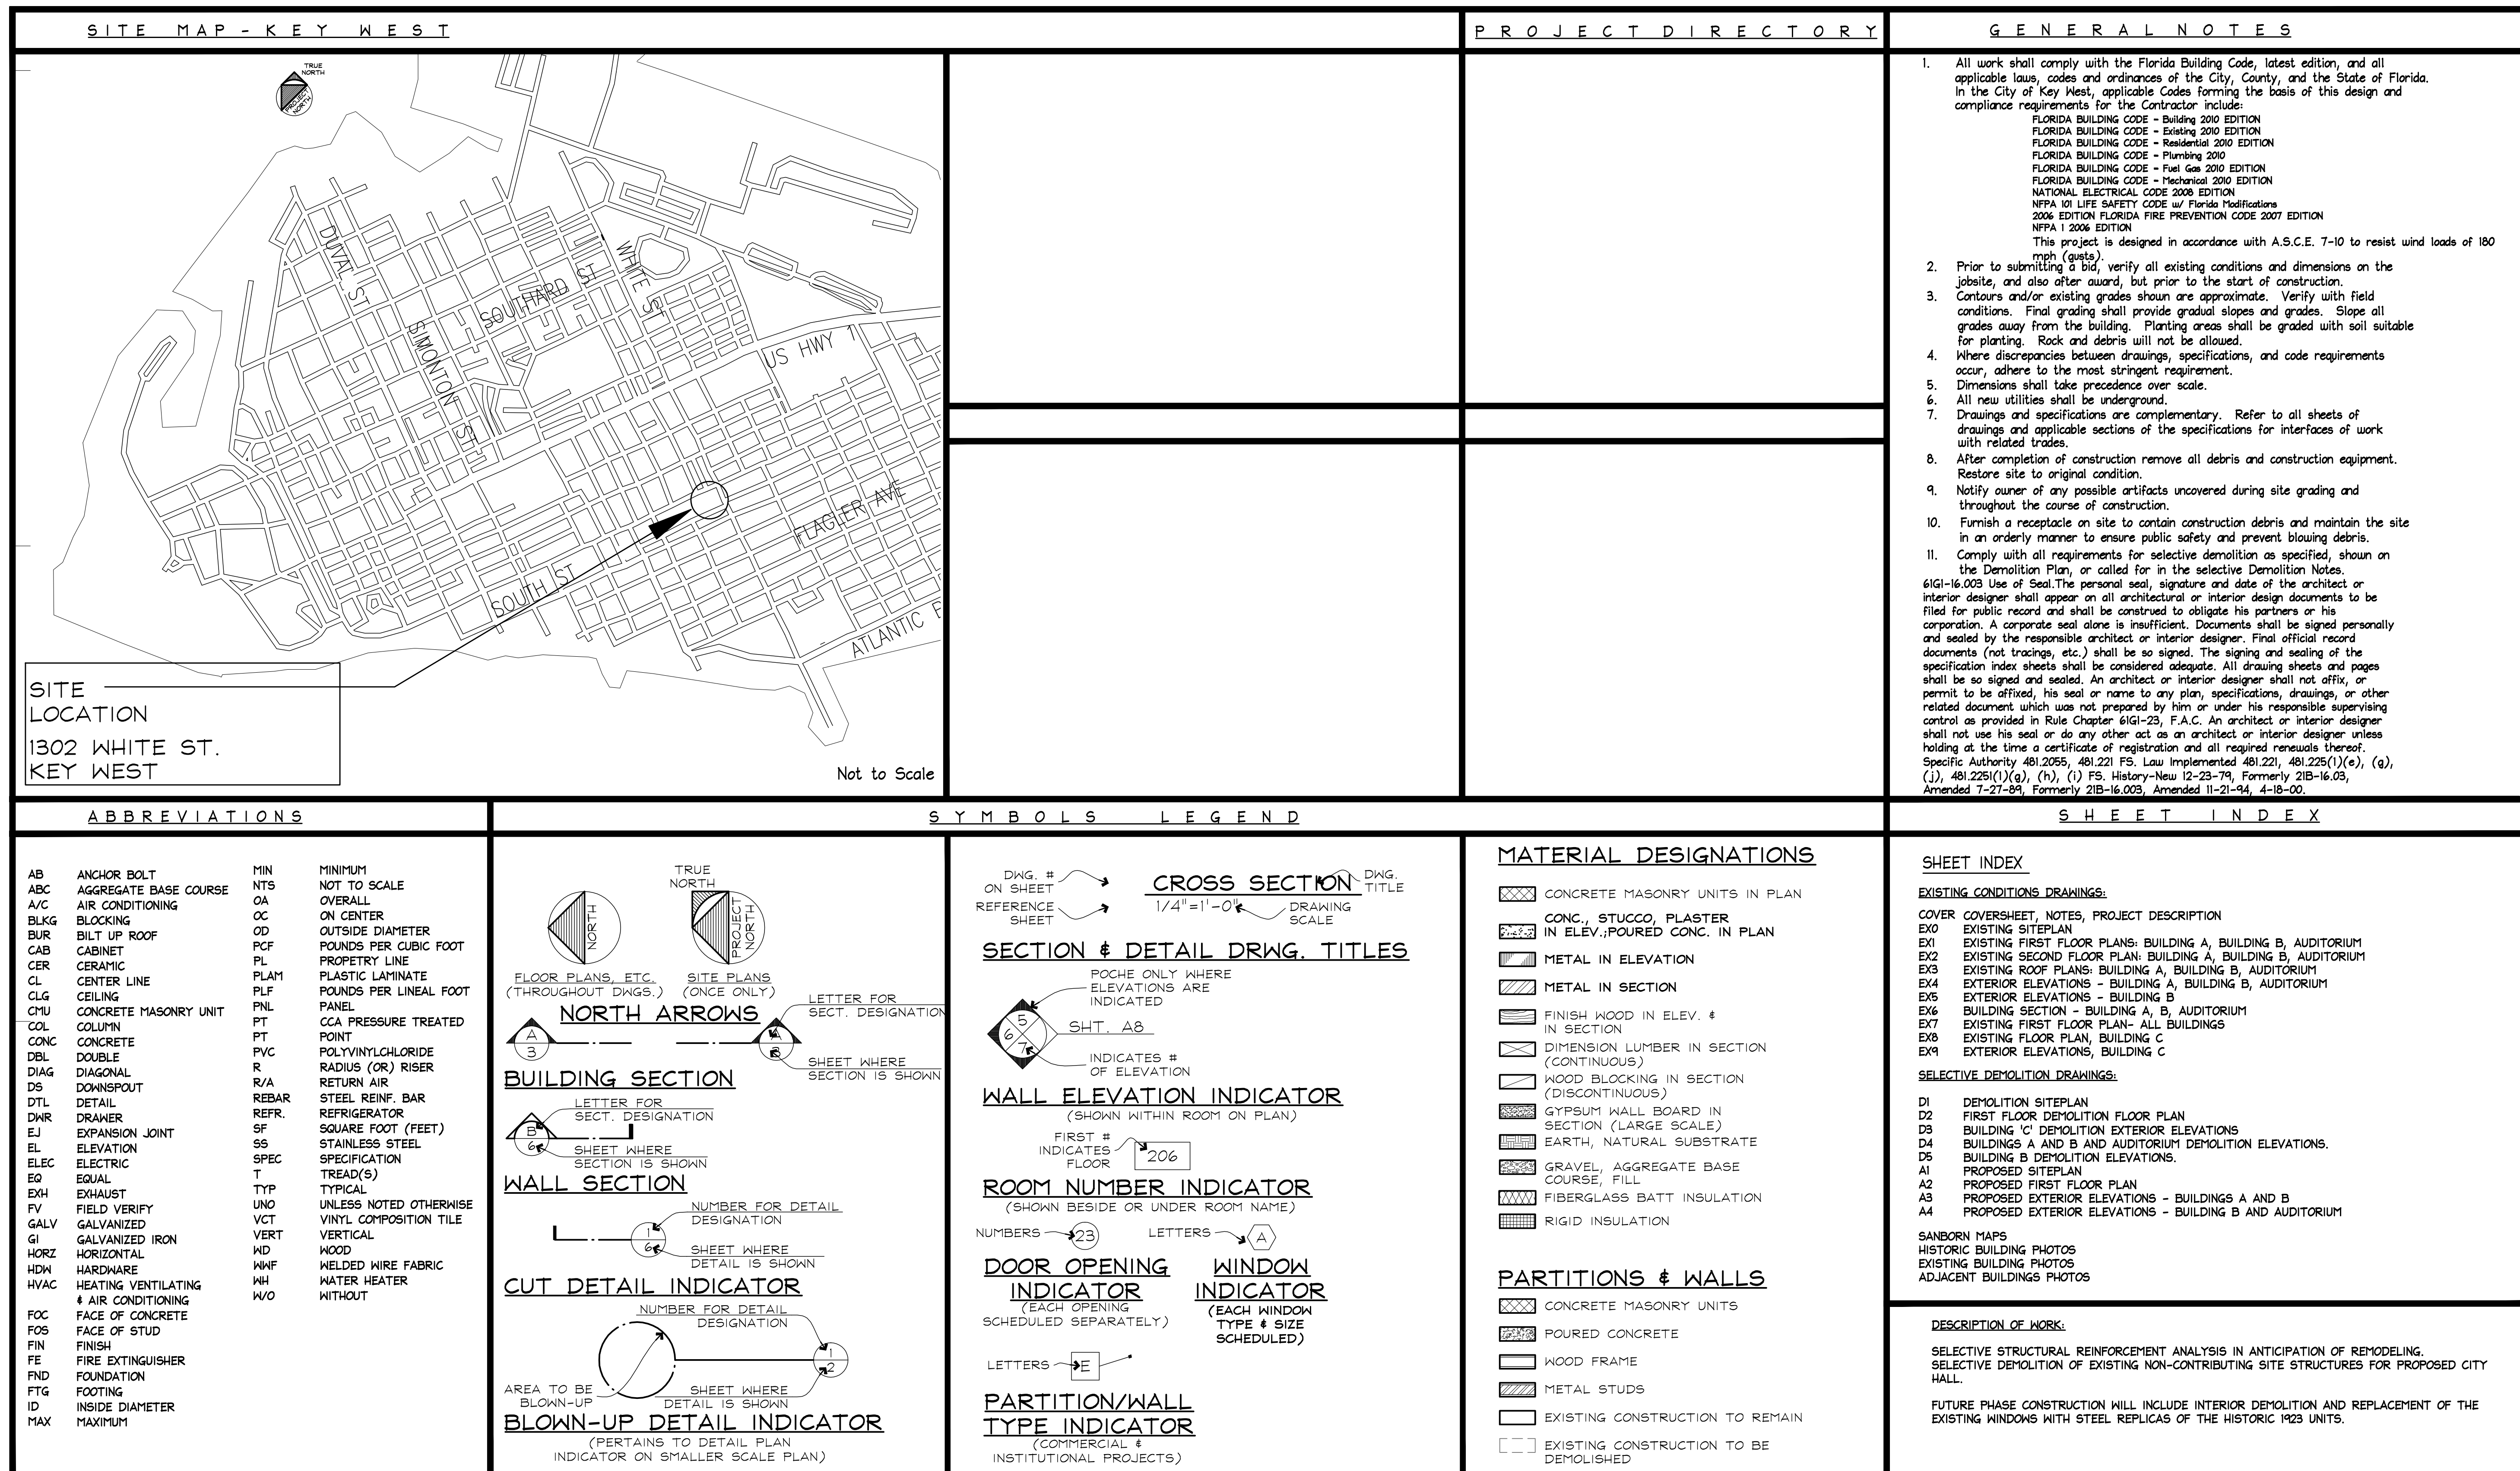 SITE MAP-KEY WEST
PROJECT DIRECTORY
GENERAL NOTES
TRUE
NORTH
PROJECT
NORTH
DUVAL ST
SIMONTON ST
SOUTHARD ST
WHITE ST
US HWY 1
FLAGLER AVE
SOUTH ST
ATLANTIC
SITE
LOCATION
1302 WHITE ST.
KEY WEST
Not to Scale
1. All work shall comply with the Florida Building Code, latest edition, and all
applicable laws, codes and ordinances of the City, County, and the State of Florida.
In the City of Key West, applicable Codes forming the basis of this design and
compliance requirements for the Contractor include:
FLORIDA BUILDING CODE - Building 2010 EDITION
FLORIDA BUILDING CODE - Existing 2010 EDITION
FLORIDA BUILDING CODE - Residential 2010 EDITION
FLORIDA BUILDING CODE - Plumbing 2010
FLORIDA BUILDING CODE - Fuel Gas 2010 EDITION
FLORIDA BUILDING CODE - Mechanical 2010 EDITION
NATIONAL ELECTRICAL CODE 2008 EDITION
NFPA 101 LIFE SAFETY CODE w/ Florida Modifications
2006 EDITION FLORIDA FIRE PREVENTION CODE 2007 EDITION
NFPA 1 2006 EDITION
This project is designed in accordance with A.S.C.E. 7-10 to resist wind loads of 180
mph (gusts).
2. Prior to submitting a bid, verify all existing conditions and dimensions on the
jobsite, and also after award, but prior to the start of construction.
3. Contours and/or existing grades shown are approximate. Verify with field
conditions. Final grading shall provide gradual slopes and grades. Slope all
grades away from the building. Planting areas shall be graded with soil suitable
for planting. Rock and debris will not be allowed.
4. Where discrepancies between drawings, specifications, and code requirements
occur, adhere to the most stringent requirement.
5. Dimensions shall take precedence over scale.
6. All new utilities shall be underground.
7. Drawings and specifications are complementary. Refer to all sheets of
drawings and applicable sections of the specifications for interfaces of work
with related trades.
8. After completion of construction remove all debris and construction equipment.
Restore site to original condition.
9. Notify owner of any possible artifacts uncovered during site grading and
throughout the course of construction.
10. Furnish a receptacle on site to contain construction debris and maintain the site
in an orderly manner to ensure public safety and prevent blowing debris.
11. Comply with all requirements for selective demolition as specified, shown on
the Demolition Plan, or called for in the selective Demolition Notes.
61G1-16.003 Use of Seal.The personal seal, signature and date of the architect or
interior designer shall appear on all architectural or interior design documents to be
filed for public record and shall be construed to obligate his partners or his
corporation. A corporate seal alone is insufficient. Documents shall be signed personally
and sealed by the responsible architect or interior designer. Final official record
documents (not tracings, etc.) shall be so signed. The signing and sealing of the
specification index sheets shall be considered adequate. All drawing sheets and pages
shall be so signed and sealed. An architect or interior designer shall not affix, or
permit to be affixed, his seal or name to any plan, specifications, drawings, or other
related document which was not prepared by him or under his responsible supervising
control as provided in Rule Chapter 61G1-23, F.A.C. An architect or interior designer
shall not use his seal or do any other act as an architect or interior designer unless
holding at the time a certificate of registration and all required renewals thereof.
Specific Authority 481.2055, 481.221 FS. Law Implemented 481.221, 481.225(1)(e), (g),
(j), 481.2251(1)(g), (h), (i) FS. History-New 12-23-79, Formerly 21B-16.03,
Amended 7-27-89, Formerly 21B-16.003, Amended 11-21-94, 4-18-00.
ABBREVIATIONS
SYMBOLS LEGEND
SHEET INDEX
AB ANCHOR BOLT
ABC AGGREGATE BASE COURSE
A/C AIR CONDITIONING
BLKG BLOCKING
BUR BILT UP ROOF
CAB CABINET
CER CERAMIC
CL CENTER LINE
CLG CEILING
CMU CONCRETE MASONRY UNIT
COL COLUMN
CONC CONCRETE
DBL DOUBLE
DIAG DIAGONAL
DS DOWNSPOUT
DTL DETAIL
DWR DRAWER
EJ EXPANSION JOINT
EL ELEVATION
ELEC ELECTRIC
EQ EQUAL
EXH EXHAUST
FV FIELD VERIFY
GALV GALVANIZED
GI GALVANIZED IRON
HORZ HORIZONTAL
HDW HARDWARE
HVAC HEATING VENTILATING
& AIR CONDITIONING
FOC FACE OF CONCRETE
FOS FACE OF STUD
FIN FINISH
FE FIRE EXTINGUISHER
FND FOUNDATION
FTG FOOTING
ID INSIDE DIAMETER
MAX MAXIMUM
MIN MINIMUM
NTS NOT TO SCALE
OA OVERALL
OC ON CENTER
OD OUTSIDE DIAMETER
PCF POUNDS PER CUBIC FOOT
PL PROPETRY LINE
PLAM PLASTIC LAMINATE
PLF POUNDS PER LINEAL FOOT
PNL PANEL
PT CCA PRESSURE TREATED
PT POINT
PVC POLYVINYLCHLORIDE
R RADIUS (OR) RISER
R/A RETURN AIR
REBAR STEEL REINF. BAR
REFR. REFRIGERATOR
SF SQUARE FOOT (FEET)
SS STAINLESS STEEL
SPEC SPECIFICATION
T TREAD(S)
TYP TYPICAL
UNO UNLESS NOTED OTHERWISE
VCT VINYL COMPOSITION TILE
VERT VERTICAL
WD WOOD
WWF WELDED WIRE FABRIC
WH WATER HEATER
W/O WITHOUT
TRUE
NORTH
NORTH
PROJECT
NORTH
FLOOR PLANS, ETC.
(THROUGHOUT DWGS.)
SITE PLANS
(ONCE ONLY)
NORTH ARROWS
LETTER FOR
SECT. DESIGNATION
A
3
A
3
SHEET WHERE
SECTION IS SHOWN
BUILDING SECTION
LETTER FOR
SECT. DESIGNATION
B
6
SHEET WHERE
SECTION IS SHOWN
WALL SECTION
NUMBER FOR DETAIL
DESIGNATION
1
6
SHEET WHERE
DETAIL IS SHOWN
CUT DETAIL INDICATOR
NUMBER FOR DETAIL
DESIGNATION
1
2
AREA TO BE
BLOWN-UP
SHEET WHERE
DETAIL IS SHOWN
BLOWN-UP DETAIL INDICATOR
(PERTAINS TO DETAIL PLAN
INDICATOR ON SMALLER SCALE PLAN)
DWG. #
ON SHEET
REFERENCE
SHEET
CROSS SECTION
1/4"=1'-0"
DWG.
TITLE
DRAWING
SCALE
SECTION & DETAIL DRWG. TITLES
POCHE ONLY WHERE
ELEVATIONS ARE
INDICATED
5
6
7
SHT. A8
INDICATES #
OF ELEVATION
WALL ELEVATION INDICATOR
(SHOWN WITHIN ROOM ON PLAN)
FIRST #
INDICATES
FLOOR
206
ROOM NUMBER INDICATOR
(SHOWN BESIDE OR UNDER ROOM NAME)
NUMBERS 23
LETTERS A
DOOR OPENING
INDICATOR
(EACH OPENING
SCHEDULED SEPARATELY)
WINDOW
INDICATOR
(EACH WINDOW
TYPE & SIZE
SCHEDULED)
LETTERS E
PARTITION/WALL
TYPE INDICATOR
(COMMERCIAL &
INSTITUTIONAL PROJECTS)
MATERIAL DESIGNATIONS
CONCRETE MASONRY UNITS IN PLAN
CONC., STUCCO, PLASTER
IN ELEV.;POURED CONC. IN PLAN
METAL IN ELEVATION
METAL IN SECTION
FINISH WOOD IN ELEV. &
IN SECTION
DIMENSION LUMBER IN SECTION
(CONTINUOUS)
WOOD BLOCKING IN SECTION
(DISCONTINUOUS)
GYPSUM WALL BOARD IN
SECTION (LARGE SCALE)
EARTH, NATURAL SUBSTRATE
GRAVEL, AGGREGATE BASE
COURSE, FILL
FIBERGLASS BATT INSULATION
RIGID INSULATION
PARTITIONS & WALLS
CONCRETE MASONRY UNITS
POURED CONCRETE
WOOD FRAME
METAL STUDS
EXISTING CONSTRUCTION TO REMAIN
EXISTING CONSTRUCTION TO BE
DEMOLISHED
SHEET INDEX
EXISTING CONDITIONS DRAWINGS:
COVER COVERSHEET, NOTES, PROJECT DESCRIPTION
EX0 EXISTING SITEPLAN
EX1 EXISTING FIRST FLOOR PLANS: BUILDING A, BUILDING B, AUDITORIUM
EX2 EXISTING SECOND FLOOR PLAN: BUILDING A, BUILDING B, AUDITORIUM
EX3 EXISTING ROOF PLANS: BUILDING A, BUILDING B, AUDITORIUM
EX4 EXTERIOR ELEVATIONS - BUILDING A, BUILDING B, AUDITORIUM
EX5 EXTERIOR ELEVATIONS - BUILDING B
EX6 BUILDING SECTION - BUILDING A, B, AUDITORIUM
EX7 EXISTING FIRST FLOOR PLAN- ALL BUILDINGS
EX8 EXISTING FLOOR PLAN, BUILDING C
EX9 EXTERIOR ELEVATIONS, BUILDING C
SELECTIVE DEMOLITION DRAWINGS:
D1 DEMOLITION SITEPLAN
D2 FIRST FLOOR DEMOLITION FLOOR PLAN
D3 BUILDING 'C' DEMOLITION EXTERIOR ELEVATIONS
D4 BUILDINGS A AND B AND AUDITORIUM DEMOLITION ELEVATIONS.
D5 BUILDING B DEMOLITION ELEVATIONS.
A1 PROPOSED SITEPLAN
A2 PROPOSED FIRST FLOOR PLAN
A3 PROPOSED EXTERIOR ELEVATIONS - BUILDINGS A AND B
A4 PROPOSED EXTERIOR ELEVATIONS - BUILDING B AND AUDITORIUM
SANBORN MAPS
HISTORIC BUILDING PHOTOS
EXISTING BUILDING PHOTOS
ADJACENT BUILDINGS PHOTOS
DESCRIPTION OF WORK:
SELECTIVE STRUCTURAL REINFORCEMENT ANALYSIS IN ANTICIPATION OF REMODELING.
SELECTIVE DEMOLITION OF EXISTING NON-CONTRIBUTING SITE STRUCTURES FOR PROPOSED CITY
HALL.
FUTURE PHASE CONSTRUCTION WILL INCLUDE INTERIOR DEMOLITION AND REPLACEMENT OF THE
EXISTING WINDOWS WITH STEEL REPLICAS OF THE HISTORIC 1923 UNITS.